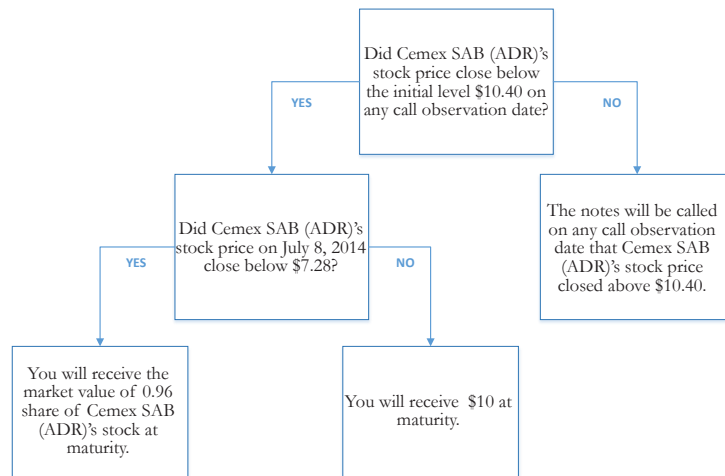 Did Cemex SAB (ADR)'s
stock price close below
the initial level $10.40 on
any call observation date?
YES
NO
Did Cemex SAB (ADR)'s
stock price on July 8, 2014
close below $7.28?
The notes will be called
on any call observation
date that Cemex SAB
(ADR)'s stock price
closed above $10.40.
YES
NO
You will receive the
market value of 0.96
share of Cemex SAB
(ADR)'s stock at
maturity.
You will receive $10 at
maturity.